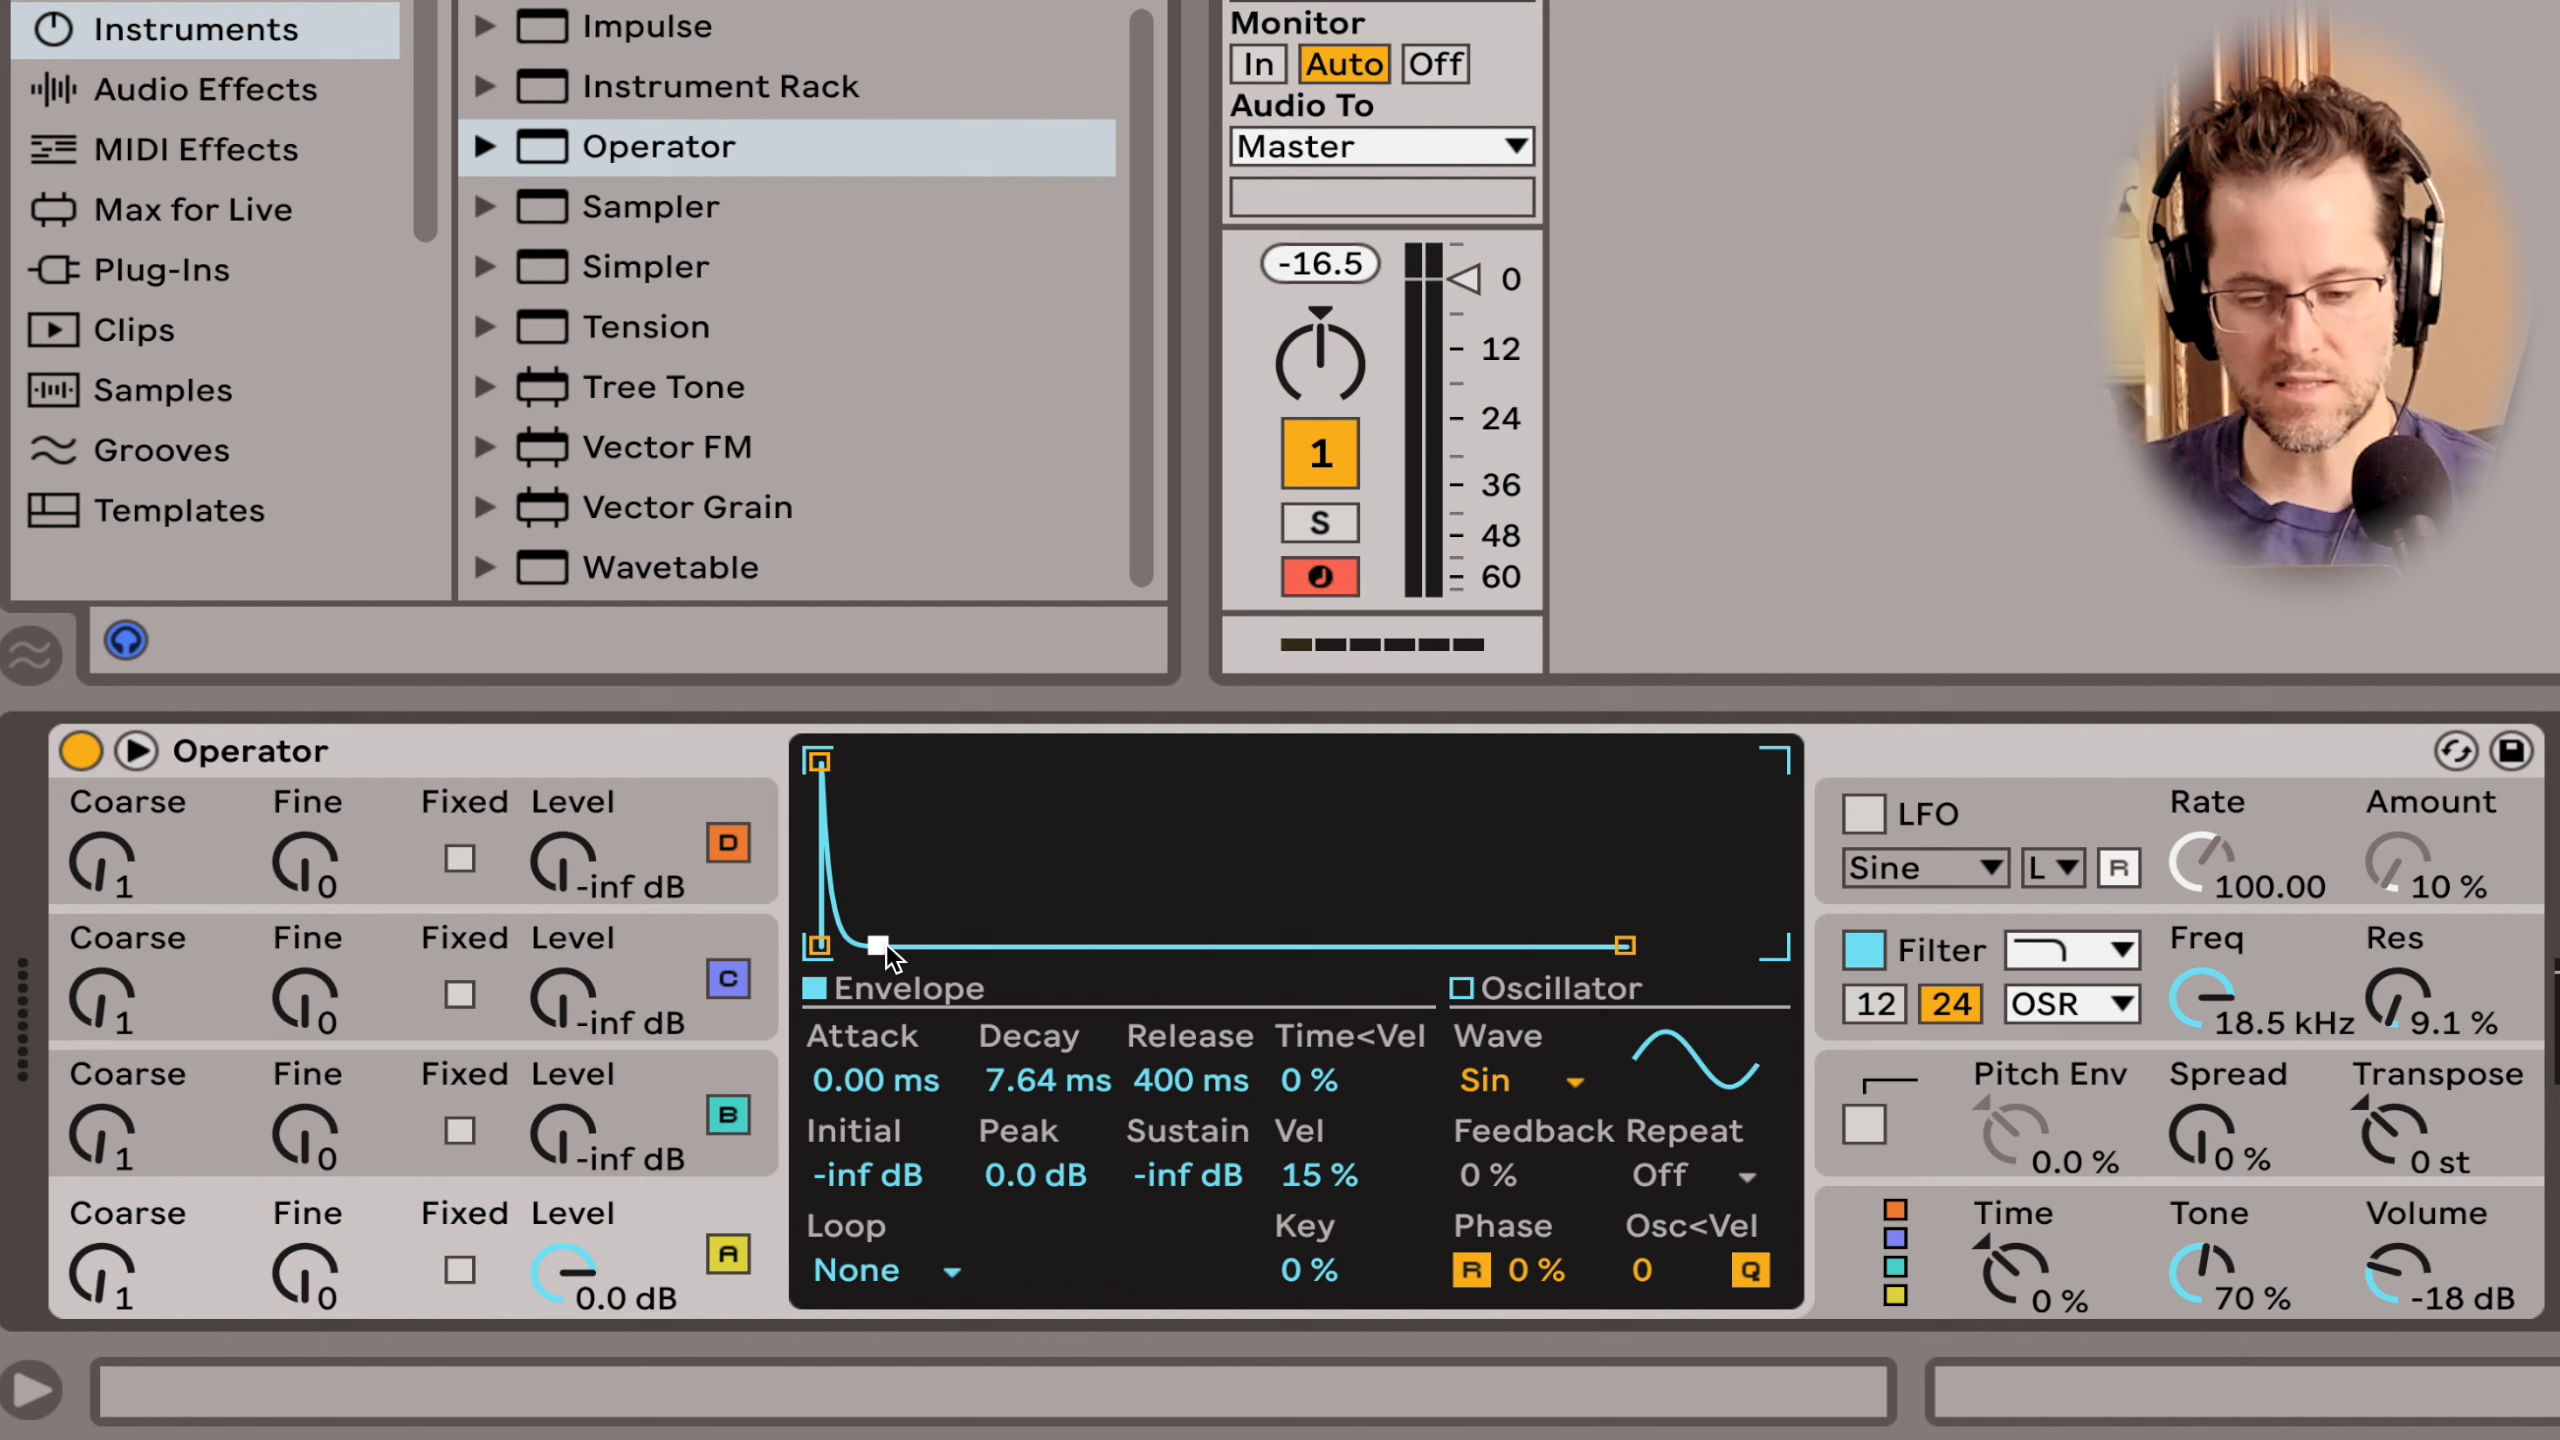 Instruments
Audio Effects
MIDI Effects
Max for Live
Plug-Ins
Clips
Samples
Grooves
Templates
Impulse
Instrument Rack
Operator
Sampler
Simpler
Tension
Tree Tone
Vector FM
Vector Grain
Wavetable
Monitor
In Auto Off
Audio To
Master
-16.5
0
12
24
36
48
60
1
S
Operator
Coarse Fine Fixed Level
1 0 -inf dB D
Coarse Fine Fixed Level
1 0 -inf dB C
Coarse Fine Fixed Level
1 0 -inf dB B
Coarse Fine Fixed Level
1 0 0.0 dB A
Envelope Oscillator
Attack Decay Release Time<Vel Wave
0.00 ms 7.64 ms 400 ms 0 % Sin
Initial Peak Sustain Vel Feedback Repeat
-inf dB 0.0 dB -inf dB 15 % 0 % Off
Loop Key Phase Osc<Vel
None 0 % R 0 % 0 Q
LFO Rate Amount
Sine L R 100.00 10 %
Filter Freq Res
12 24 OSR 18.5 kHz 9.1 %
Pitch Env Spread Transpose
0.0 % 0 % 0 st
Time Tone Volume
0 % 70 % -18 dB